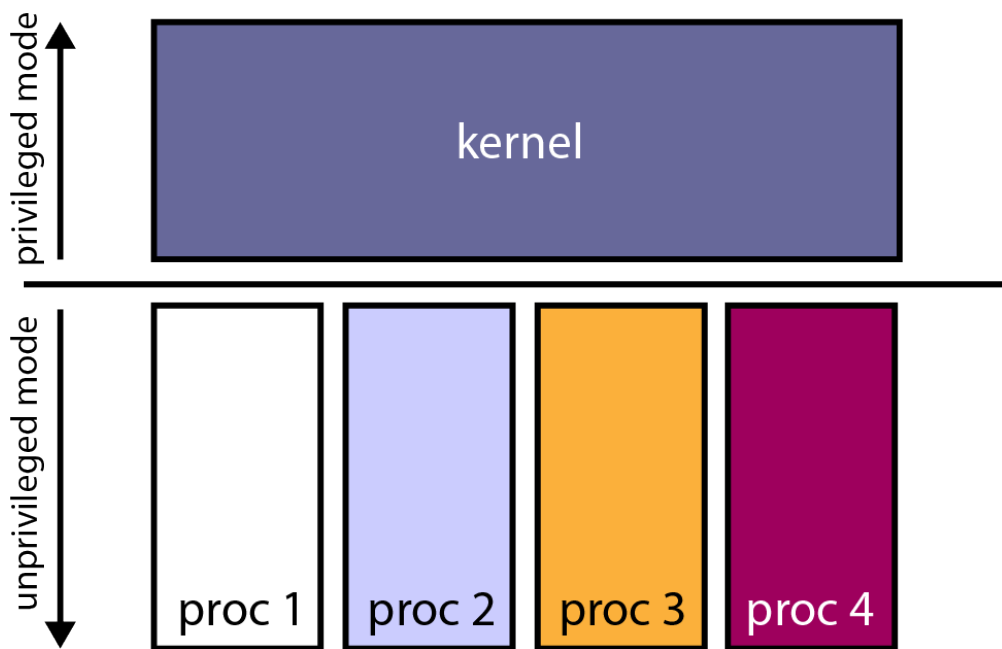 privileged mode
kernel
unprivileged mode
proc 1
proc 2
proc 3
proc 4